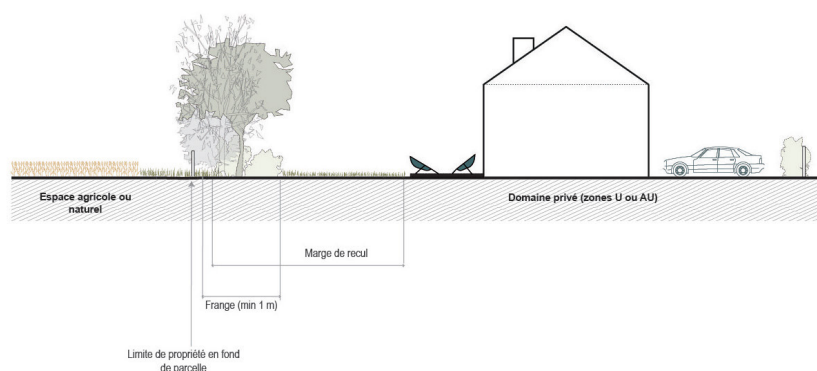 Espace agricole ou
naturel
Domaine privé (zones U ou AU)
Marge de recul
Frange (min 1 m)
Limite de propriété en fond
de parcelle